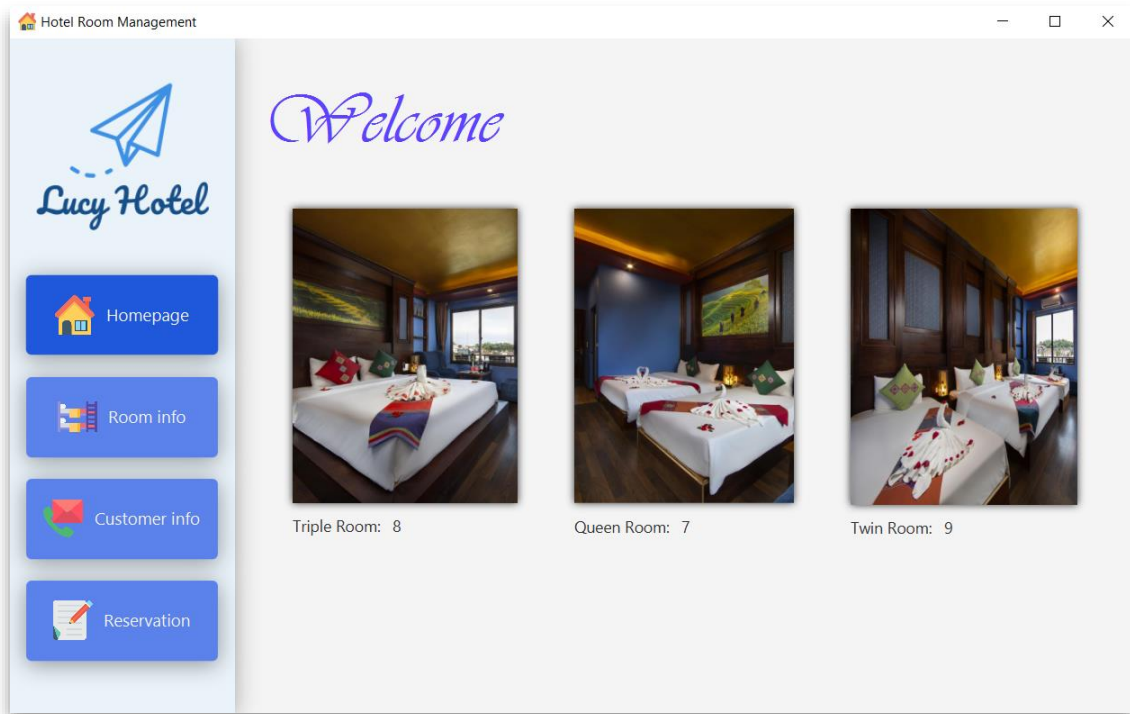 Hotel Room Management
Lucy Hotel
Homepage
Room info
Customer info
Reservation
Welcome
Triple Room: 8
Queen Room: 7
Twin Room: 9